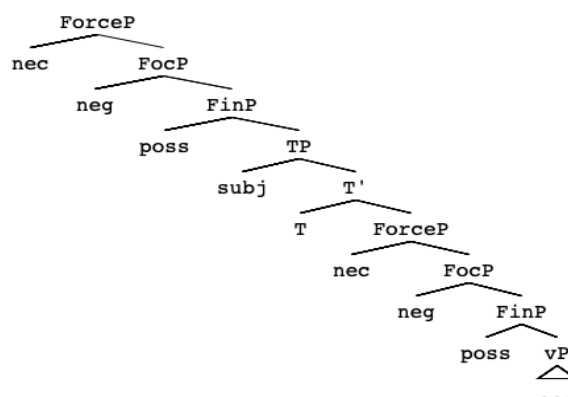 ForceP
nec FocP
neg FinP
poss TP
subj T'
T ForceP
nec FocP
neg FinP
poss vP